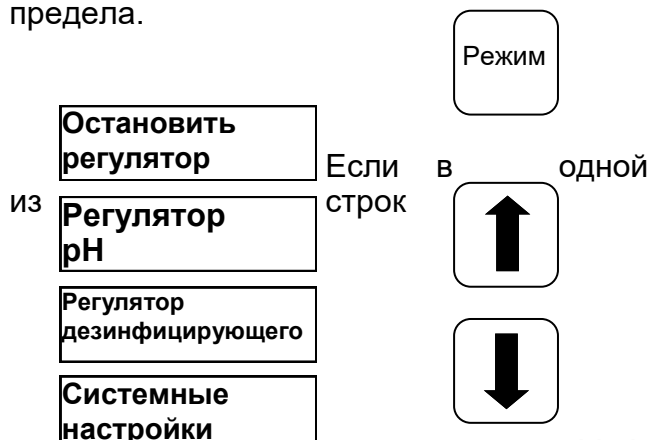 предела.
Режим
Остановить
регулятор
Если в одной
из строк
Регулятор
pH
Регулятор
дезинфицирующего
Системные
настройки